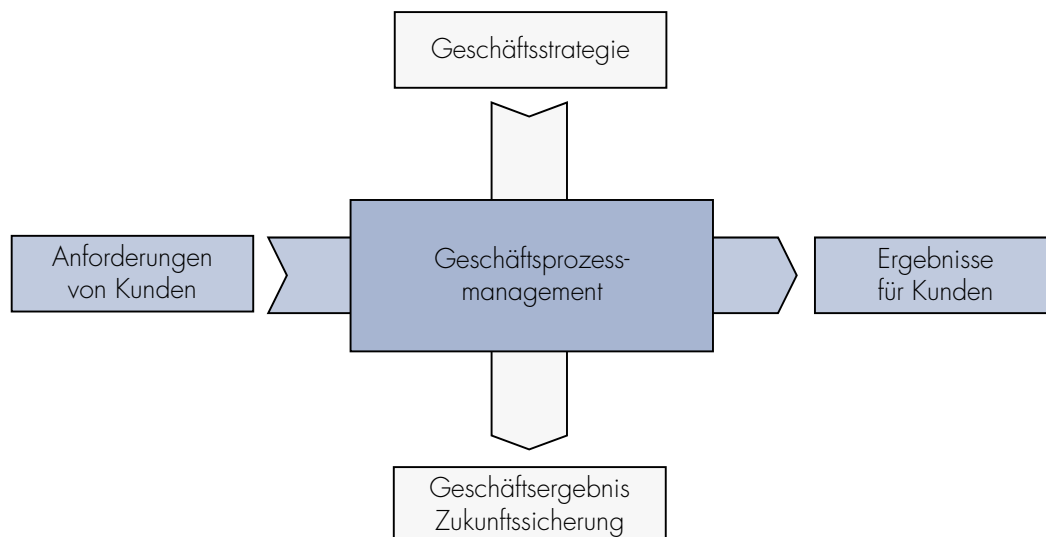 Geschäftsstrategie
Anforderungen
von Kunden
Geschäftsprozess-
management
Ergebnisse
für Kunden
Geschäftsergebnis
Zukunftssicherung